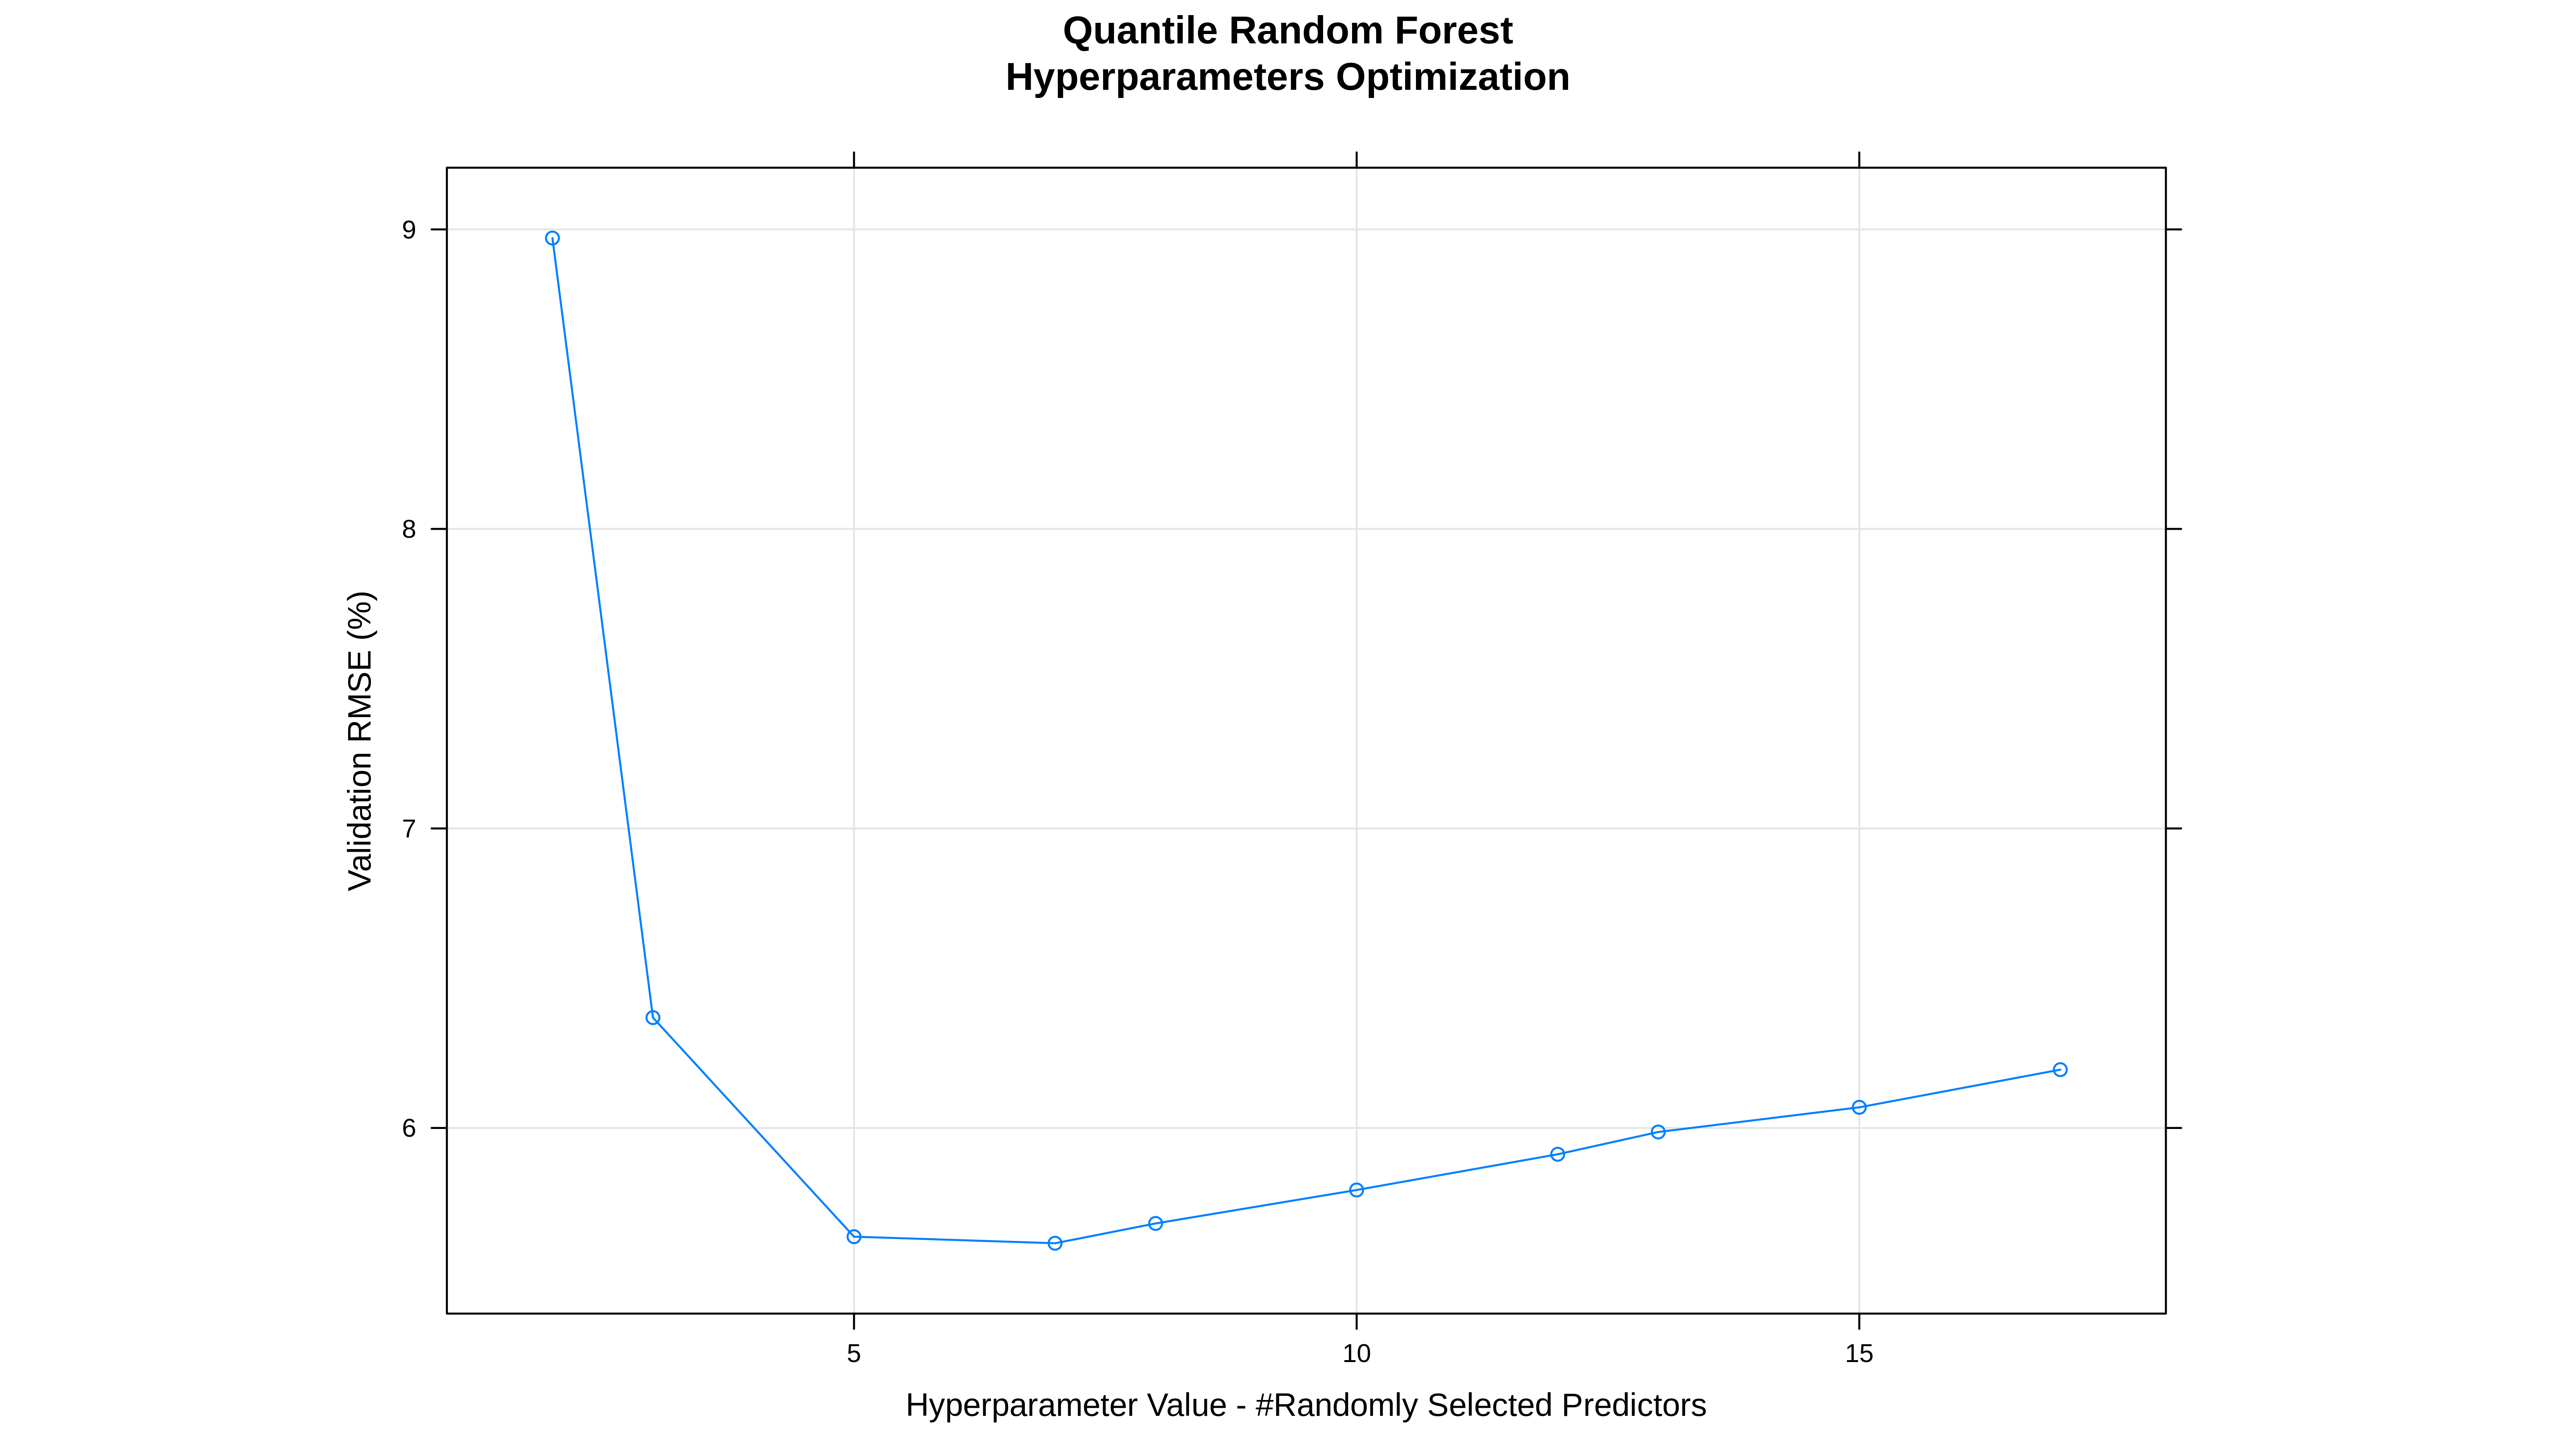 Quantile Random Forest
Hyperparameters Optimization
9
8
7
6
Validation RMSE (%)
5 10 15
Hyperparameter Value - #Randomly Selected Predictors